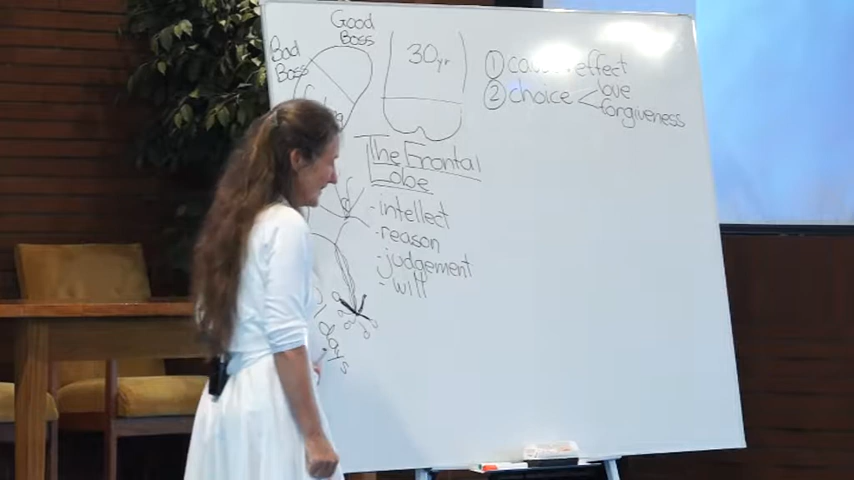 Good
Boss
Bad
Boss
30yr
① cause effect
② choice < love
forgiveness
The Frontal
Lobe
- intellect
- reason
- judgement
- will
days